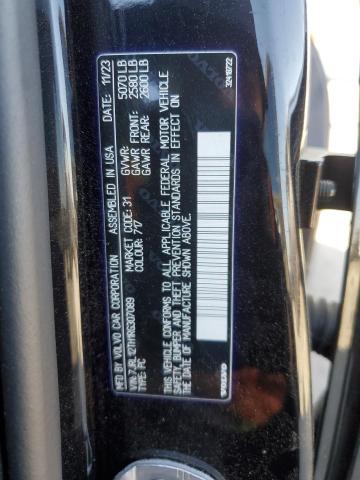 MFD BY VOLVO CAR CORPORATION ASSEMBLED IN USA DATE: 11/23
GVWR: 5070 LB
GAWR FRONT: 2580 LB
GAWR REAR: 2600 LB
MARKET CODE: 31
COLOUR: 717
TYPE: PC
THIS VEHICLE CONFORMS TO ALL APPLICABLE FEDERAL MOTOR VEHICLE
SAFETY, BUMPER AND THEFT PREVENTION STANDARDS IN EFFECT ON
THE DATE OF MANUFACTURE SHOWN ABOVE.
VOLVO